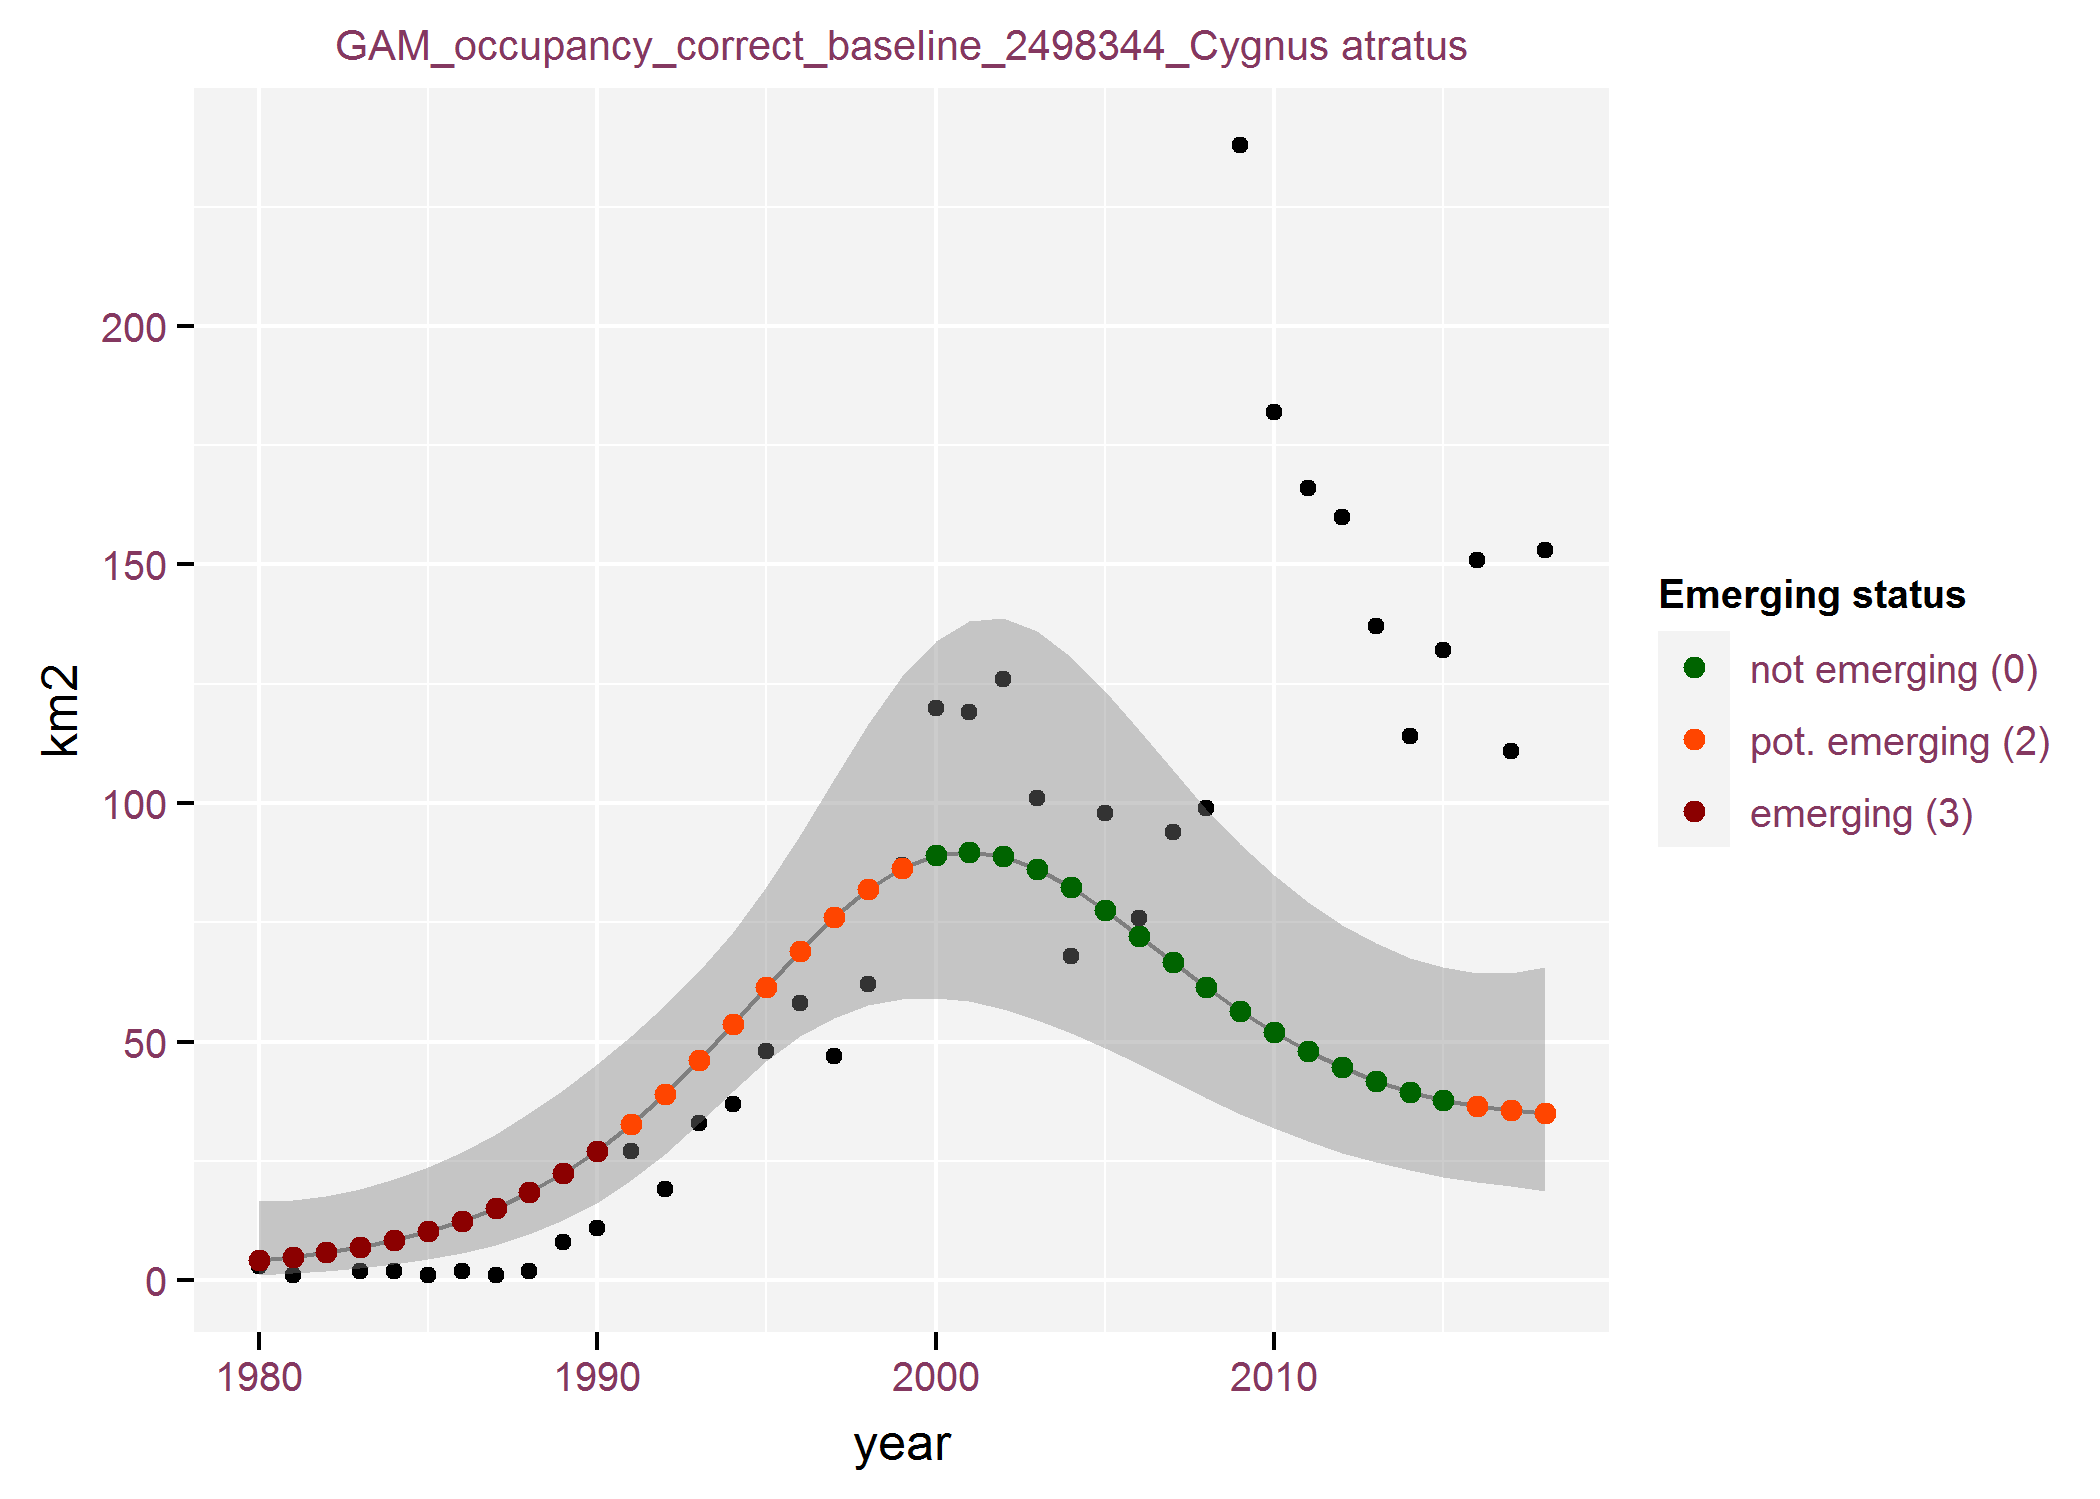 GAM_occupancy_correct_baseline_2498344_Cygnus atratus
200
150
100
50
0
km2
1980 1990 2000 2010
year
Emerging status
not emerging (0)
pot. emerging (2)
emerging (3)